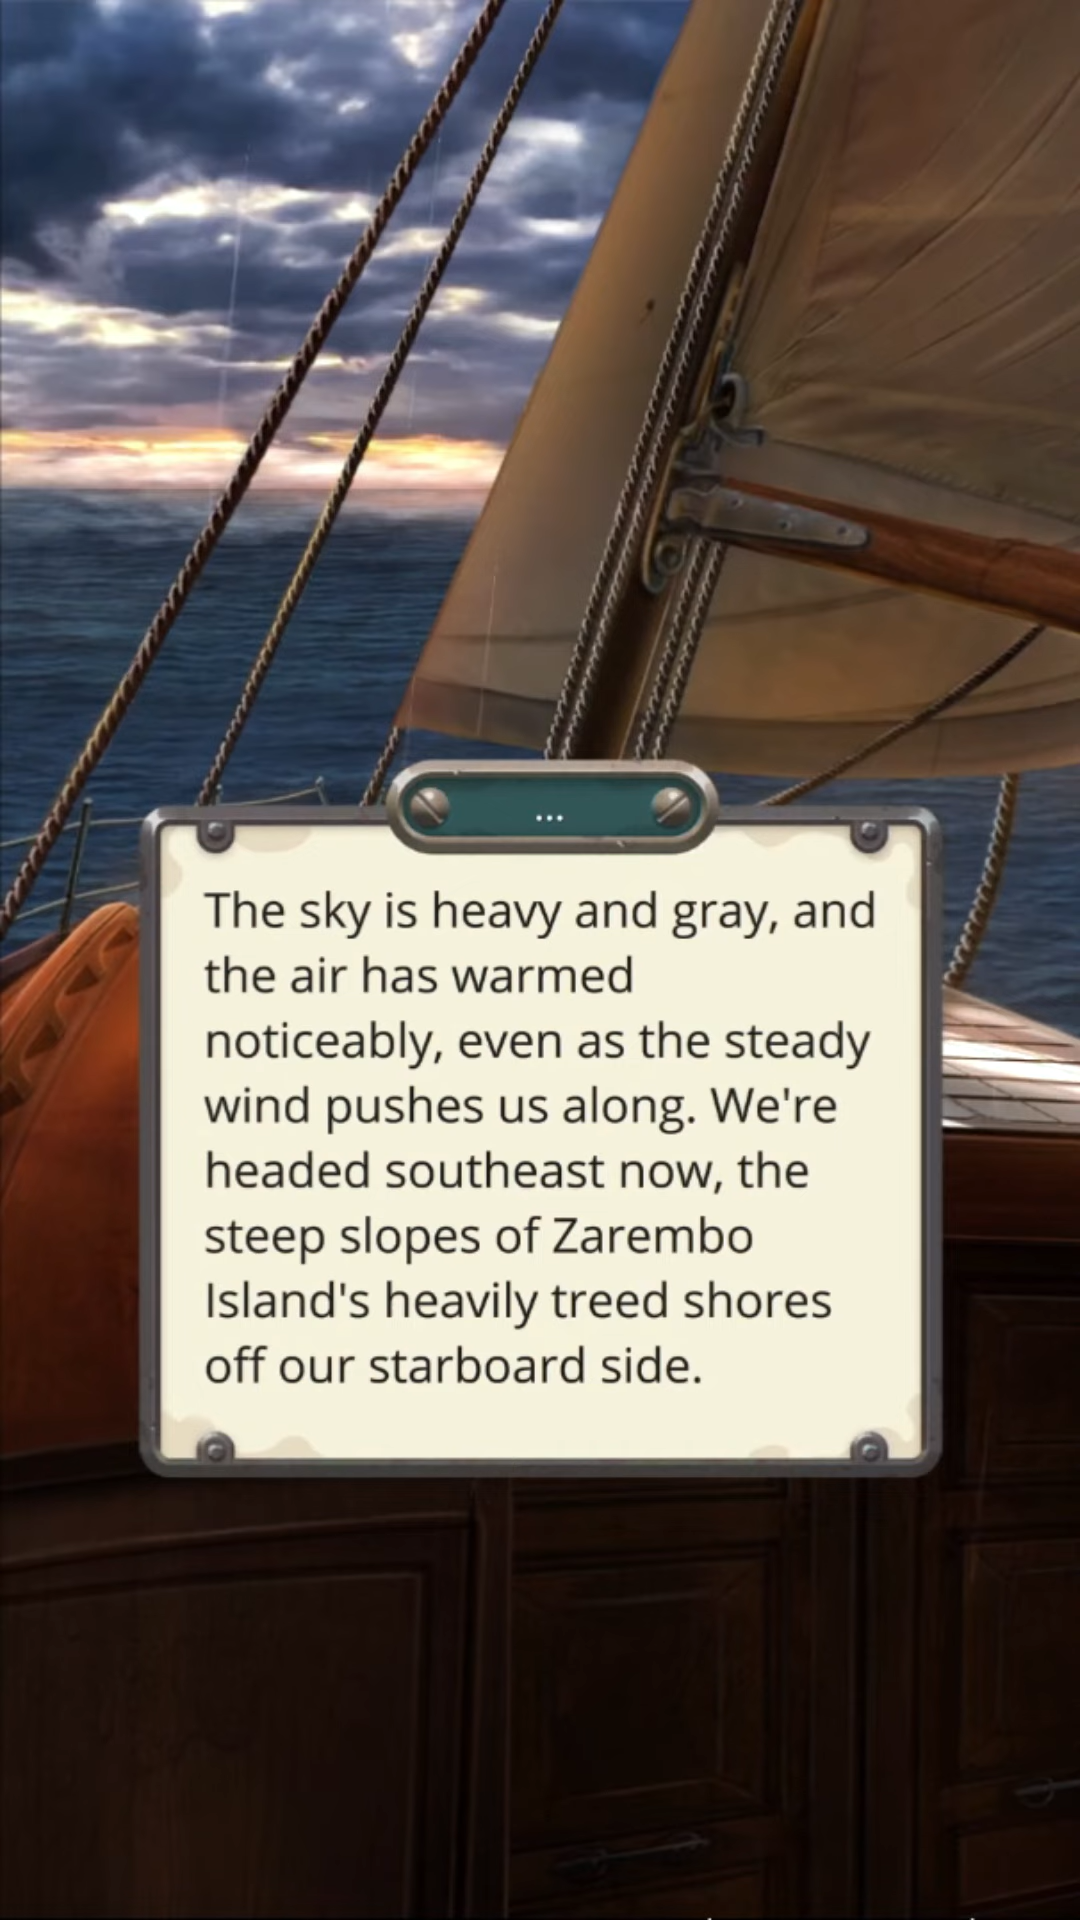 ...
The sky is heavy and gray, and
the air has warmed
noticeably, even as the steady
wind pushes us along. We're
headed southeast now, the
steep slopes of Zarembo
Island's heavily treed shores
off our starboard side.